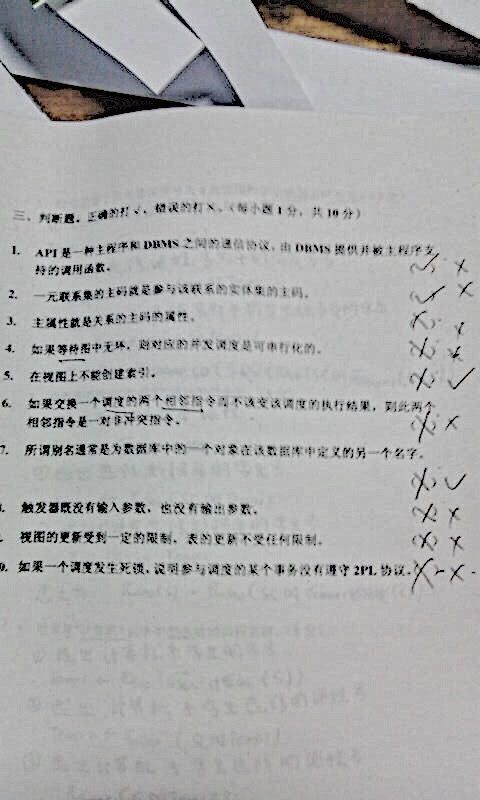 三、判断题，正确的打√，错误的打×。（每小题1分，共10分）
1. API是一种主程序和DBMS之间的通信协议，由DBMS提供并被主程序支
持的调用函数。 √ ×
2. 一元联系集的主码就是参与该联系的实体集的主码。 √ ×
3. 主属性就是关系的主码的属性。 ×
4. 如果等待图中无环，则对应的并发调度是可串行化的。 ×
5. 在视图上不能创建索引。 √
6. 如果交换一个调度的两个相邻指令而不该变该调度的执行结果，则此两个
相邻指令是一对非冲突指令。 ×
7. 所谓别名通常是为数据库中的一个对象在该数据库中定义的另一个名字。
√
触发器既没有输入参数，也没有输出参数。 ×
视图的更新受到一定的限制，表的更新不受任何限制。 ×
如果一个调度发生死锁，说明参与调度的某个事务没有遵守2PL协议。 ×